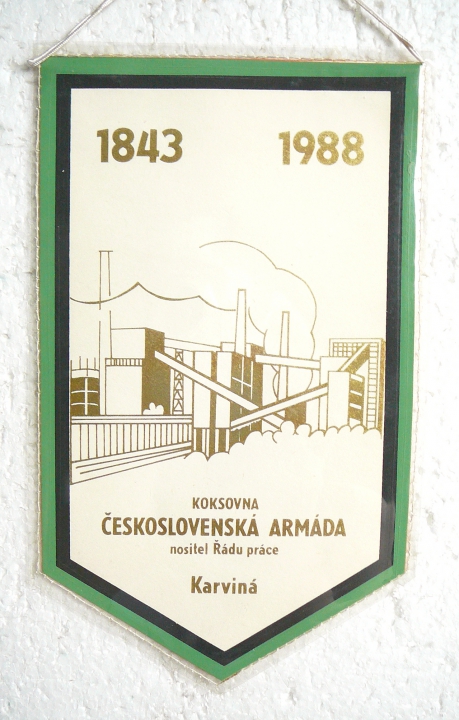 1843 1988
KOKSOVNA
ČESKOSLOVENSKÁ ARMÁDA
nositel Řádu práce
Karviná